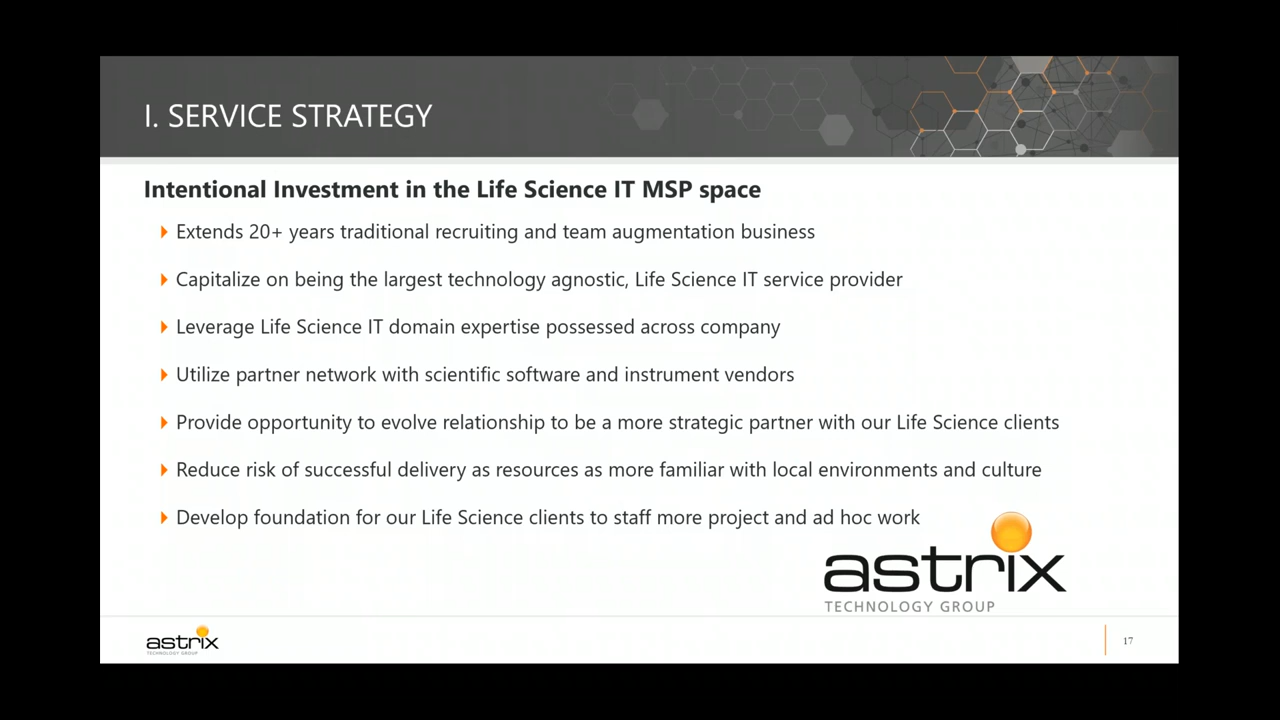 I. SERVICE STRATEGY
Intentional Investment in the Life Science IT MSP space
Extends 20+ years traditional recruiting and team augmentation business
Capitalize on being the largest technology agnostic, Life Science IT service provider
Leverage Life Science IT domain expertise possessed across company
Utilize partner network with scientific software and instrument vendors
Provide opportunity to evolve relationship to be a more strategic partner with our Life Science clients
Reduce risk of successful delivery as resources as more familiar with local environments and culture
Develop foundation for our Life Science clients to staff more project and ad hoc work
astrix
TECHNOLOGY GROUP
astrix
TECHNOLOGY GROUP
17